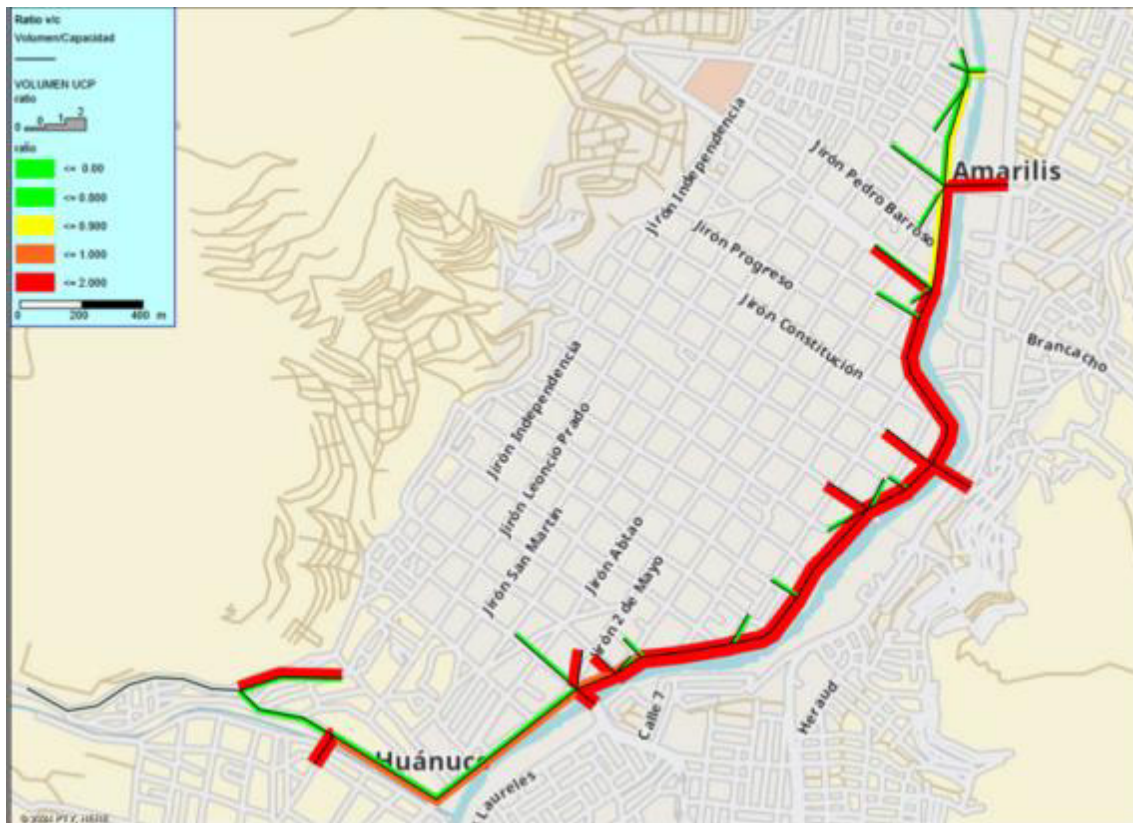 Ratio v/c
Volumen/Capacidad
VOLUMEN UCP
ratio
0 0 1 2
ratio
<= 0.00
<= 0.800
<= 0.900
<= 1.000
<= 2.000
0 200 400 m
Amarilis
Jirón Independencia
Jirón Pedro Barroso
Jirón Progreso
Jirón Constitución
Brancacho
Jirón Independencia
Jirón Leoncio Prado
Jirón San Martín
Jirón Abtao
Jirón 2 de Mayo
Calle 7
Heraud
Huánuco
Laureles